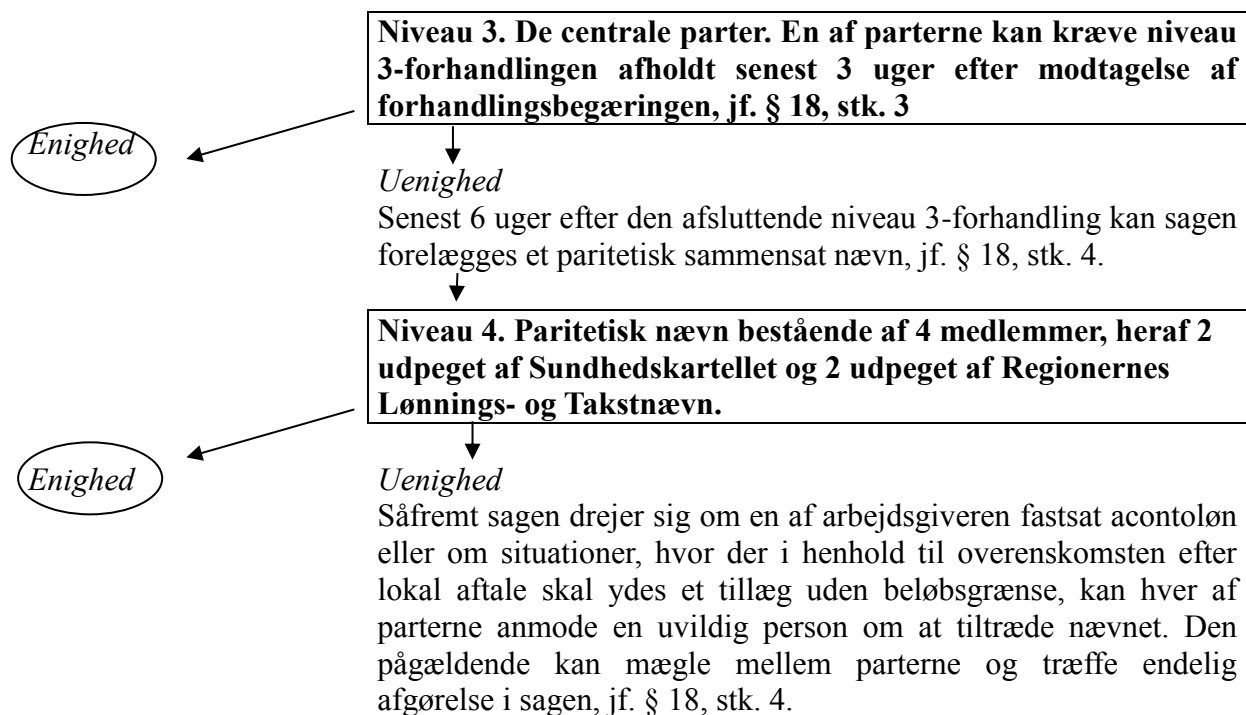 Niveau 3. De centrale parter. En af parterne kan kræve niveau
3-forhandlingen afholdt senest 3 uger efter modtagelse af
forhandlingsbegæringen, jf. § 18, stk. 3
Enighed
Uenighed
Senest 6 uger efter den afsluttende niveau 3-forhandling kan sagen
forelægges et paritetisk sammensat nævn, jf. § 18, stk. 4.
Niveau 4. Paritetisk nævn bestående af 4 medlemmer, heraf 2
udpeget af Sundhedskartellet og 2 udpeget af Regionernes
Lønnings- og Takstnævn.
Enighed
Uenighed
Såfremt sagen drejer sig om en af arbejdsgiveren fastsat acontoløn
eller om situationer, hvor der i henhold til overenskomsten efter
lokal aftale skal ydes et tillæg uden beløbsgrænse, kan hver af
parterne anmode en uvildig person om at tiltræde nævnet. Den
pågældende kan mægle mellem parterne og træffe endelig
afgørelse i sagen, jf. § 18, stk. 4.